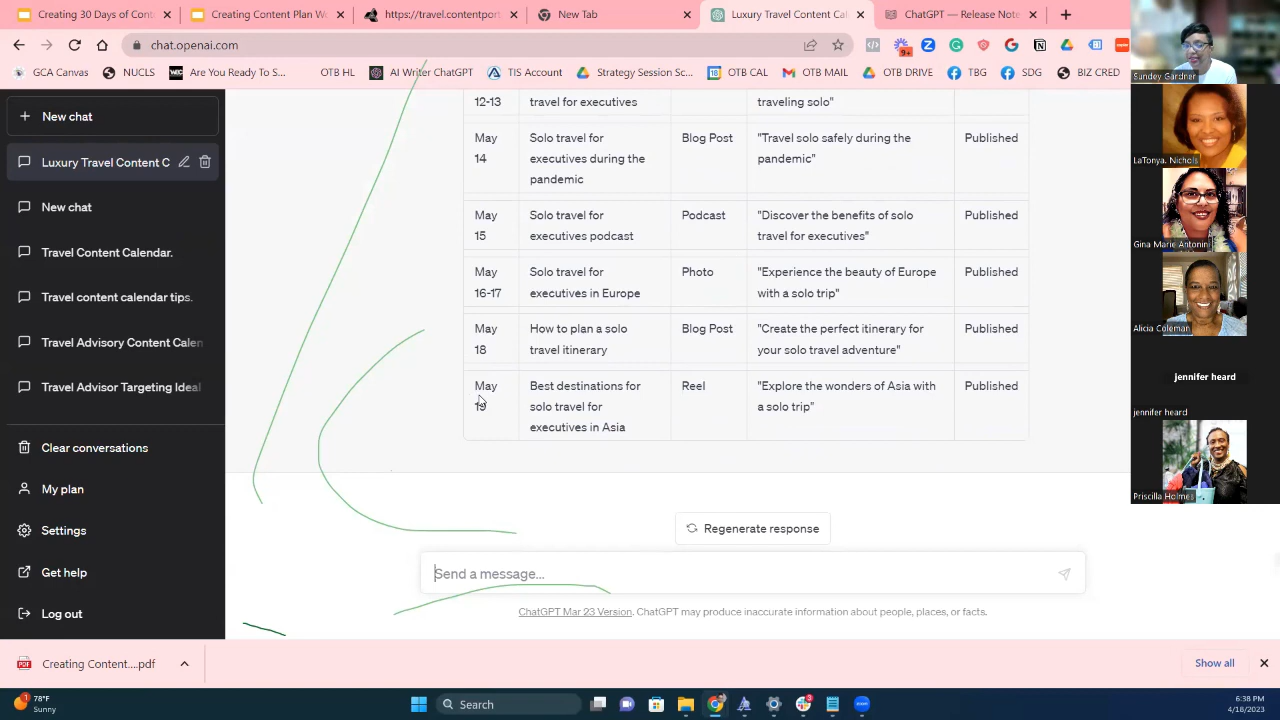 30 Days of Cont
Creating Content Plan Wo
https://travel.contentport
New Tab
Luxury Travel Content Cal
ChatGPT — Release Note
chat.openai.com
9+
GCA Canvas
NUCLS
Are You Ready to S...
OTB HL
AI Writer ChatGPT
TIS Account
Strategy Session Sc...
OTB CAL
OTB MAIL
OTB DRIVE
TBG
SDG
BIZ CRED
New chat
Luxury Travel Content C
New chat
Travel Content Calendar.
Travel content calendar tips.
Travel Advisory Content Calen
Travel Advisor Targeting Ideal
Clear conversations
My plan
Settings
Get help
Log out
12-13 travel for executives traveling solo"
May Solo travel for Blog Post "Travel solo safely during the Published
14 executives during the pandemic"
pandemic
May Solo travel for Podcast "Discover the benefits of solo Published
15 executives podcast travel for executives"
May Solo travel for Photo "Experience the beauty of Europe Published
16-17 executives in Europe with a solo trip"
May How to plan a solo Blog Post "Create the perfect itinerary for Published
18 travel itinerary your solo travel adventure"
May Best destinations for Reel "Explore the wonders of Asia with Published
19 solo travel for a solo trip"
executives in Asia
Regenerate response
Send a message...
ChatGPT Mar 23 Version. ChatGPT may produce inaccurate information about people, places, or facts.
Sundey Gardner
LaTonya. Nichols
Gina Marie Antonini
Alicia Coleman
jennifer heard
jennifer heard
Priscilla Holmes
Creating Content....pdf
Show all
78°F
Sunny
Search
6:38 PM
4/18/2023